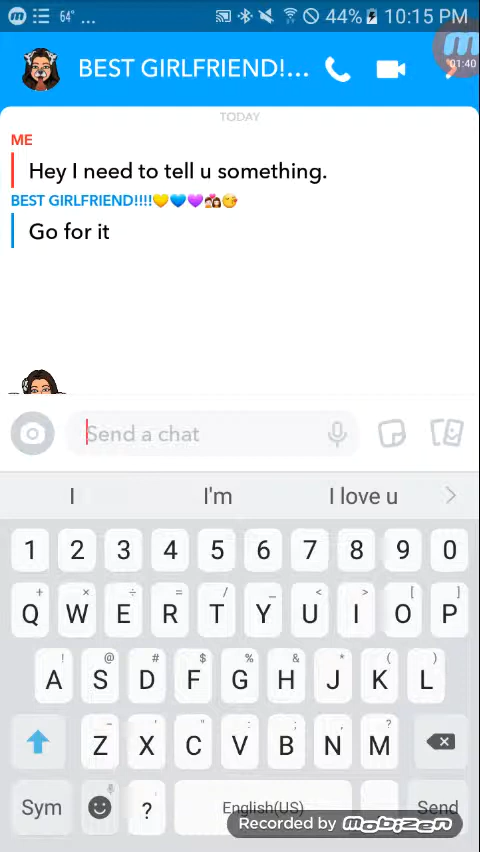 64° ... 44% 10:15 PM
BEST GIRLFRIEND!...
01:40
TODAY
ME
Hey I need to tell u something.
BEST GIRLFRIEND!!!!💛💙💜💏😘
Go for it
Send a chat
I I'm I love u
1 2 3 4 5 6 7 8 9 0
+ × ÷ = / _ < > [ ]
Q W E R T Y U I O P
! @ # $ % & * ( )
A S D F G H J K L
- ' " : ; , ?
Z X C V B N M
Sym ? English(US) Send
Recorded by mobizen